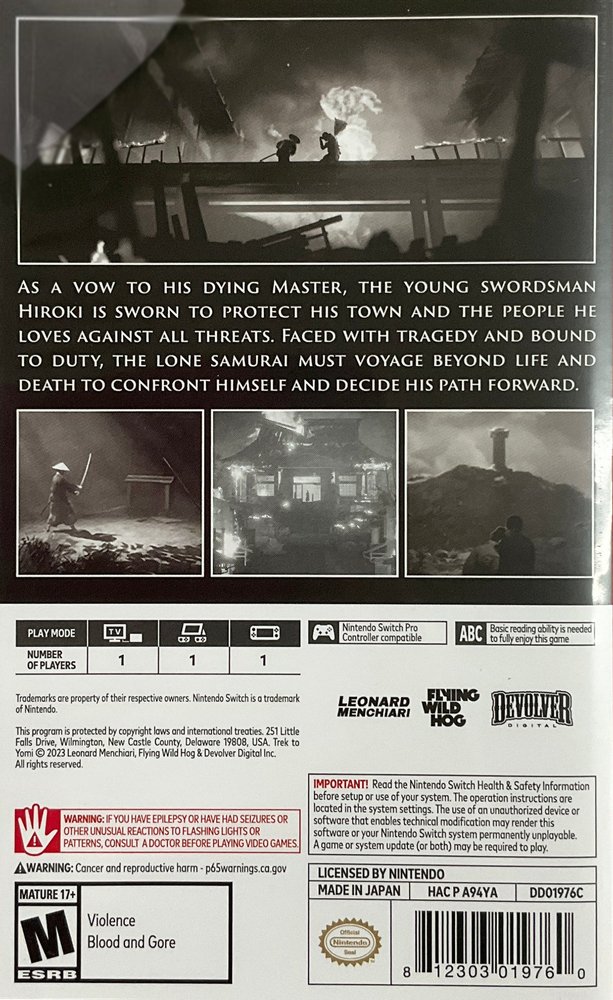 As a vow to his dying Master, the young swordsman
Hiroki is sworn to protect his town and the people he
loves against all threats. Faced with tragedy and bound
to duty, the lone samurai must voyage beyond life and
death to confront himself and decide his path forward.
PLAY MODE
TV
NUMBER
OF PLAYERS
1
1
1
Nintendo Switch Pro
Controller compatible
ABC
Basic reading ability is needed
to fully enjoy this game
Trademarks are property of their respective owners. Nintendo Switch is a trademark
of Nintendo.
This program is protected by copyright laws and international treaties. 251 Little
Falls Drive, Wilmington, New Castle County, Delaware 19808, USA. Trek to
Yomi © 2023 Leonard Menchiari, Flying Wild Hog & Devolver Digital Inc.
All rights reserved.
LEONARD
MENCHIARI
FLYING
WILD
HOG
DEVOLVER
DIGITAL
IMPORTANT! Read the Nintendo Switch Health & Safety Information
before setup or use of your system. The operation instructions are
located in the system settings. The use of an unauthorized device or
software that enables technical modification may render this
software or your Nintendo Switch system permanently unplayable.
A game or system update (or both) may be required to play.
WARNING: IF YOU HAVE EPILEPSY OR HAVE HAD SEIZURES OR
OTHER UNUSUAL REACTIONS TO FLASHING LIGHTS OR
PATTERNS, CONSULT A DOCTOR BEFORE PLAYING VIDEO GAMES.
WARNING: Cancer and reproductive harm - p65warnings.ca.gov
MATURE 17+
M
ESRB
Violence
Blood and Gore
LICENSED BY NINTENDO
MADE IN JAPAN
HAC P A94YA
DD01976C
Official
Nintendo
Seal
8 12303 01976 0